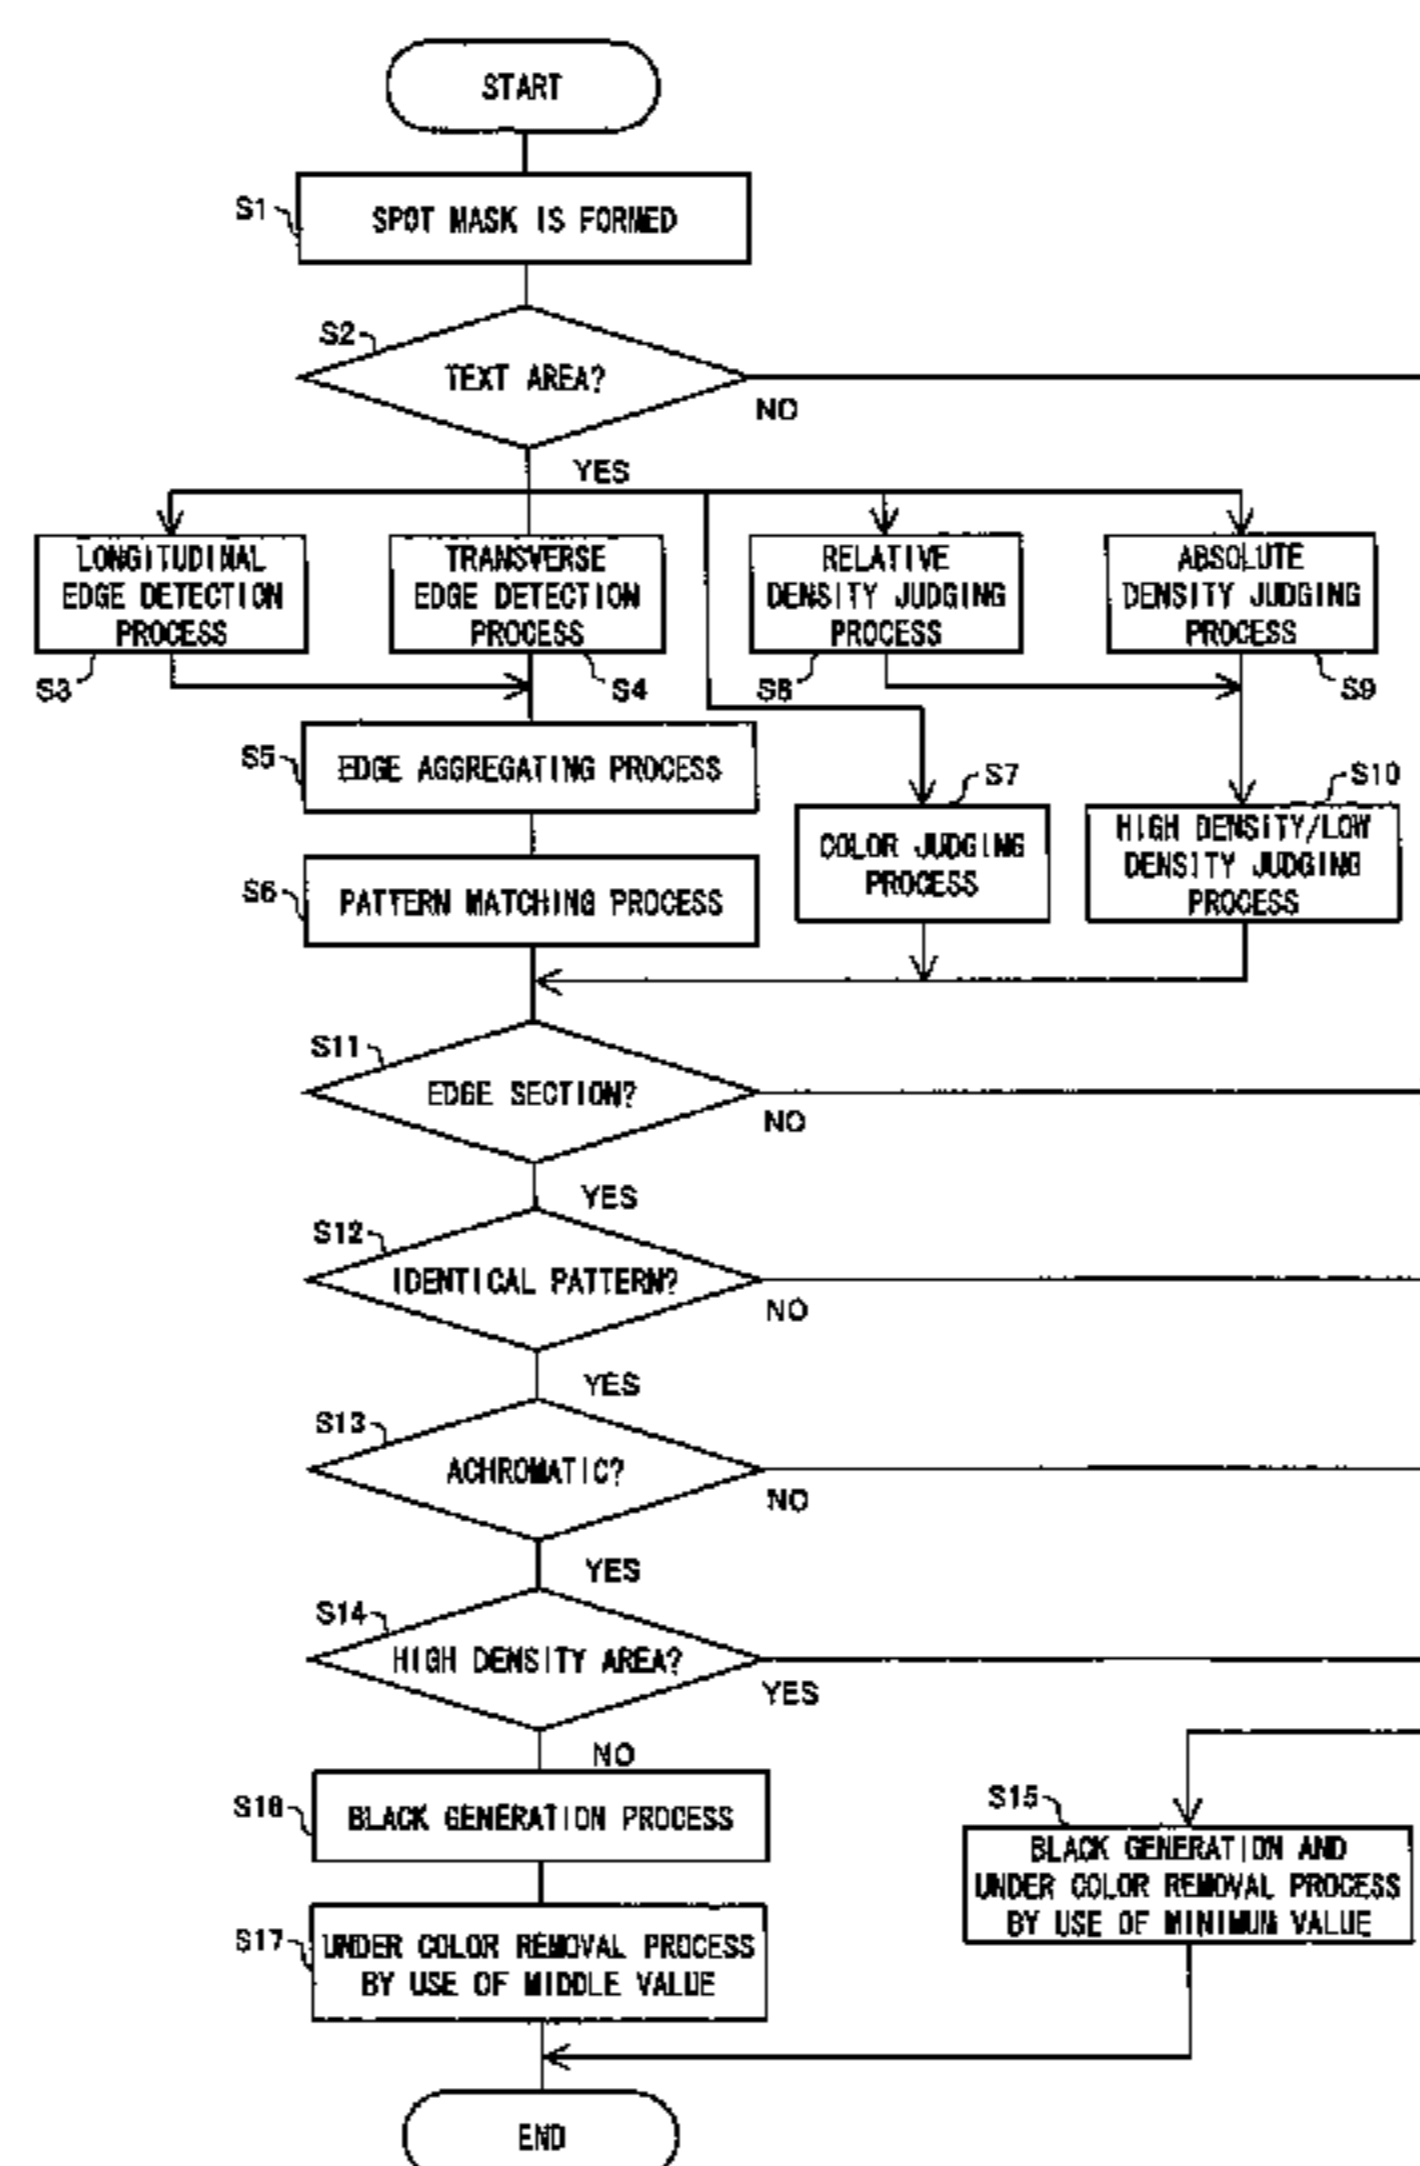 START
S1
SPOT MASK IS FORMED
S2
TEXT AREA?
NO
YES
LONGITUDINAL
EDGE DETECTION
PROCESS
TRANSVERSE
EDGE DETECTION
PROCESS
RELATIVE
DENSITY JUDGING
PROCESS
ABSOLUTE
DENSITY JUDGING
PROCESS
S3
S4
S8
S9
S5
EDGE AGGREGATING PROCESS
S7
S10
COLOR JUDGING
PROCESS
HIGH DENSITY/LOW
DENSITY JUDGING
PROCESS
S6
PATTERN MATCHING PROCESS
S11
EDGE SECTION?
NO
YES
S12
IDENTICAL PATTERN?
NO
YES
S13
ACHROMATIC?
NO
YES
S14
HIGH DENSITY AREA?
YES
NO
S16
BLACK GENERATION PROCESS
S15
BLACK GENERATION AND
UNDER COLOR REMOVAL PROCESS
BY USE OF MINIMUM VALUE
S17
UNDER COLOR REMOVAL PROCESS
BY USE OF MIDDLE VALUE
END